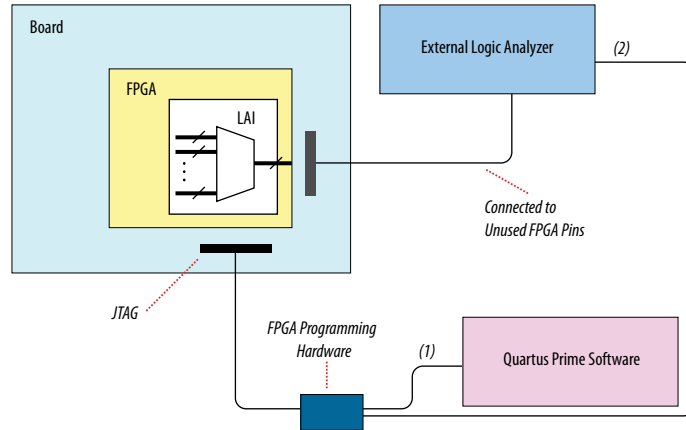 Board
External Logic Analyzer
(2)
FPGA
LAI
Connected to
Unused FPGA Pins
JTAG
FPGA Programming
Hardware
(1)
Quartus Prime Software